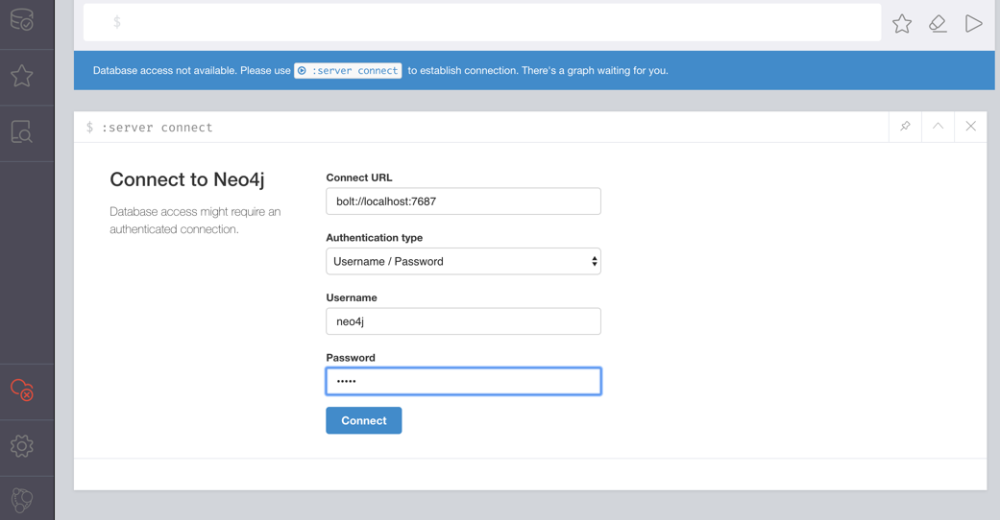 $
Database access not available. Please use :server connect to establish connection. There's a graph waiting for you.
$ :server connect
Connect to Neo4j
Database access might require an
authenticated connection.
Connect URL
bolt://localhost:7687
Authentication type
Username / Password
Username
neo4j
Password
•••••
Connect